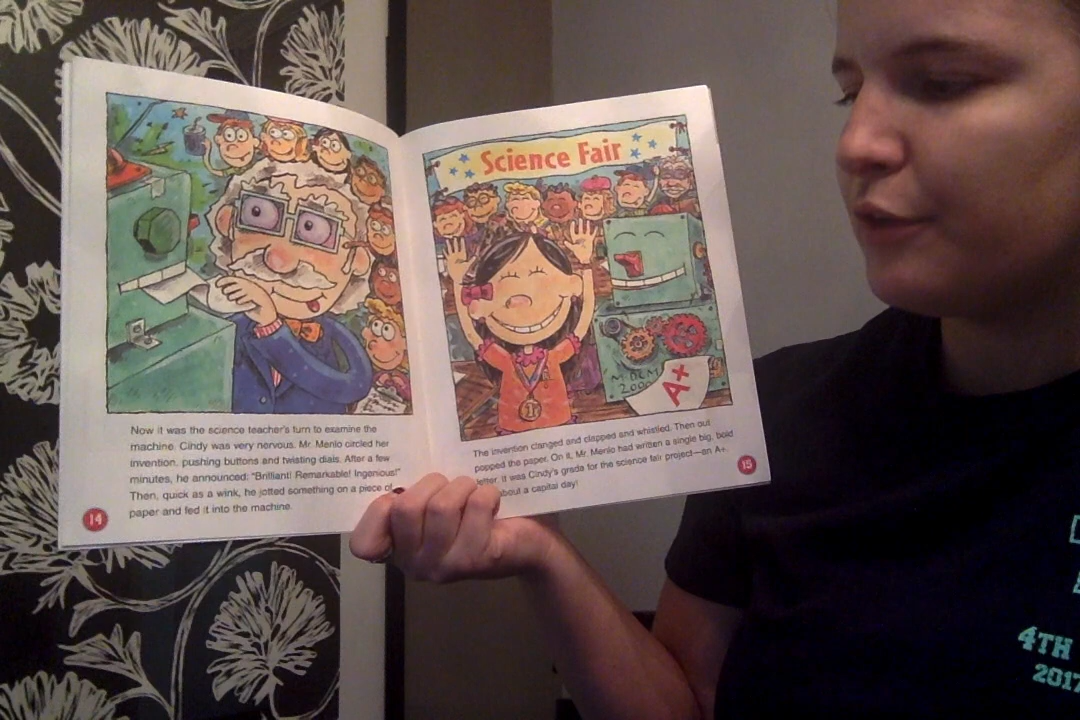 Now it was the science teacher's turn to examine the
machine. Cindy was very nervous. Mr. Menlo circled her
invention, pushing buttons and twisting dials. After a few
minutes, he announced: "Brilliant! Remarkable! Ingenious!"
Then, quick as a wink, he jotted something on a piece of
paper and fed it into the machine.
14
Science Fair
2000
A+
The invention clanged and clapped and whistled. Then out
popped the paper. On it, Mr. Menlo had written a single big, bold
letter. It was Cindy's grade for the science fair project—an A+.
about a capital day!
15
4TH
2017